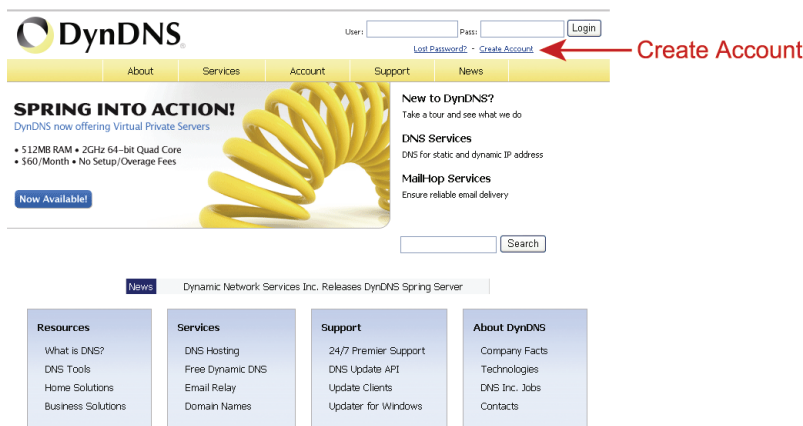 DynDNS
User: Pass: Login
Lost Password? - Create Account
Create Account
About Services Account Support News
SPRING INTO ACTION!
DynDNS now offering Virtual Private Servers
• 512MB RAM • 2GHz 64-bit Quad Core
• $60/Month • No Setup/Overage Fees
Now Available!
New to DynDNS?
Take a tour and see what we do
DNS Services
DNS for static and dynamic IP address
MailHop Services
Ensure reliable email delivery
Search
News Dynamic Network Services Inc. Releases DynDNS Spring Server
Resources
What is DNS?
DNS Tools
Home Solutions
Business Solutions
Services
DNS Hosting
Free Dynamic DNS
Email Relay
Domain Names
Support
24/7 Premier Support
DNS Update API
Update Clients
Updater for Windows
About DynDNS
Company Facts
Technologies
DNS Inc. Jobs
Contacts